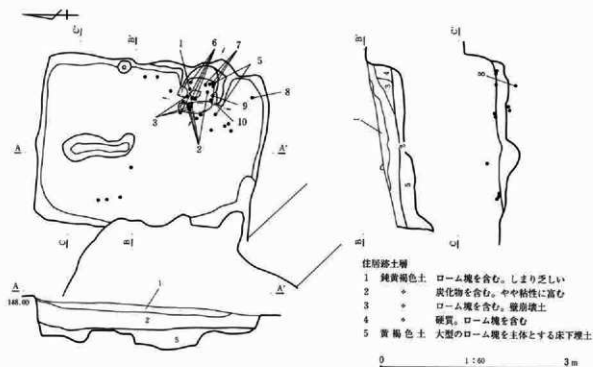 C'
B'
1 6 7 5
8
9
10
3
2
A A'
C B
B' C'
4
3
8
1
5
B C
A A'
148.00
1
2
5
住居跡土層
1 鈍黄褐色土 ローム塊を含む。しまり乏しい
2 〃 炭化物を含む。やや粘性に富む
3 〃 ローム塊を含む。壁崩壊土
4 〃 硬質。ローム塊を含む
5 黄褐色土 大型のローム塊を主体とする床下埋土
0 1:60 3m